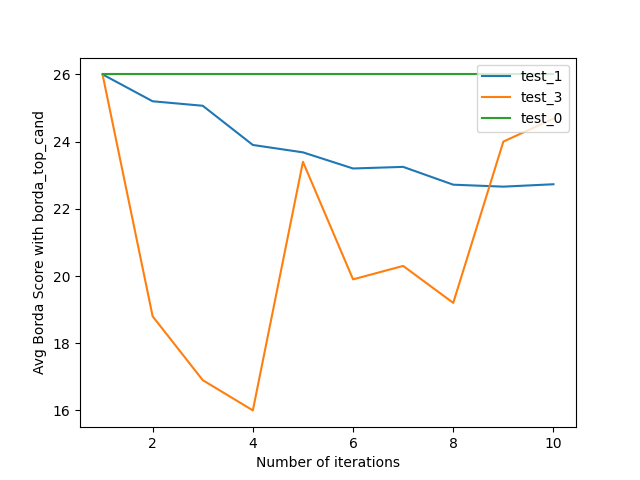 26
24
22
20
18
16
Avg Borda Score with borda_top_cand
test_1
test_3
test_0
2
4
6
8
10
Number of iterations